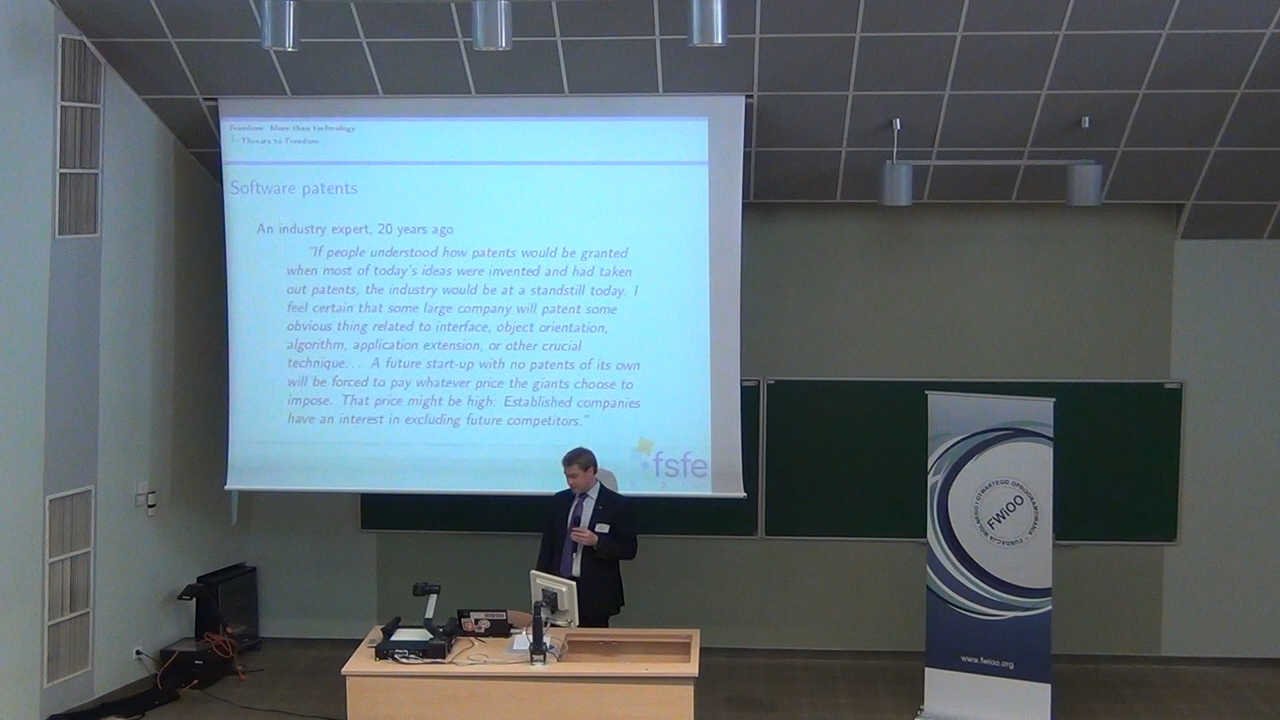 Freedom: More than technology
Threats to Freedom
Software patents
An industry expert, 20 years ago
"If people understood how patents would be granted
when most of today's ideas were invented and had taken
out patents, the industry would be at a standstill today. I
feel certain that some large company will patent some
obvious thing related to interface, object orientation,
algorithm, application extension, or other crucial
technique... A future start-up with no patents of its own
will be forced to pay whatever price the giants choose to
impose. That price might be high: Established companies
have an interest in excluding future competitors."
fsfe
FWiOO
FUNDACJA WOLNEGO I OTWARTEGO OPROGRAMOWANIA
www.fwioo.org